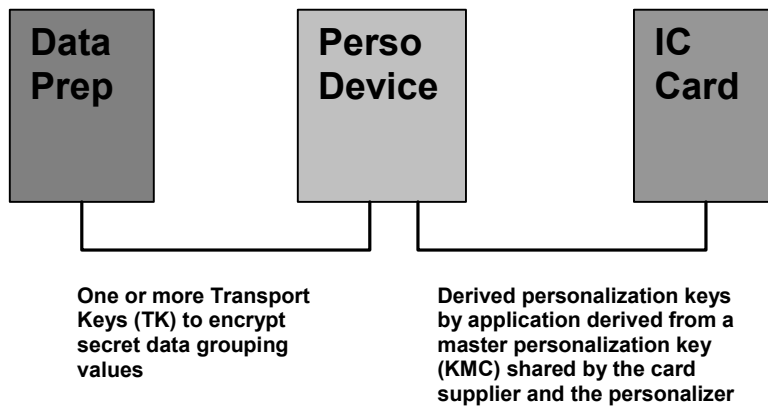 Data
Prep
Perso
Device
IC
Card
One or more Transport
Keys (TK) to encrypt
secret data grouping
values
Derived personalization keys
by application derived from a
master personalization key
(KMC) shared by the card
supplier and the personalizer